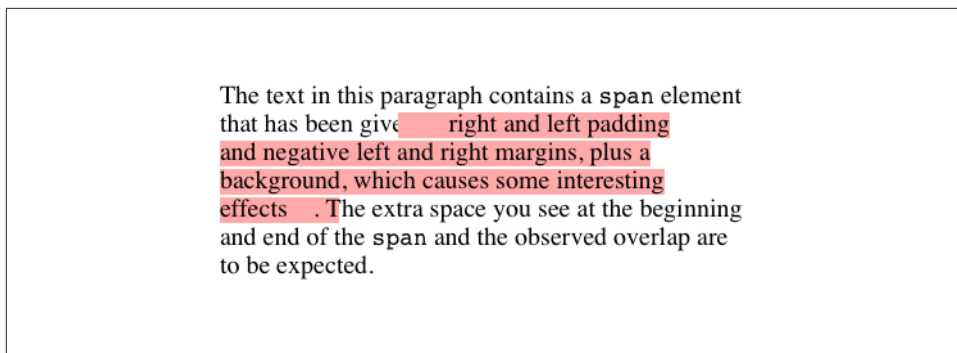 The text in this paragraph contains a span element
that has been give right and left padding
and negative left and right margins, plus a
background, which causes some interesting
effects . The extra space you see at the beginning
and end of the span and the observed overlap are
to be expected.